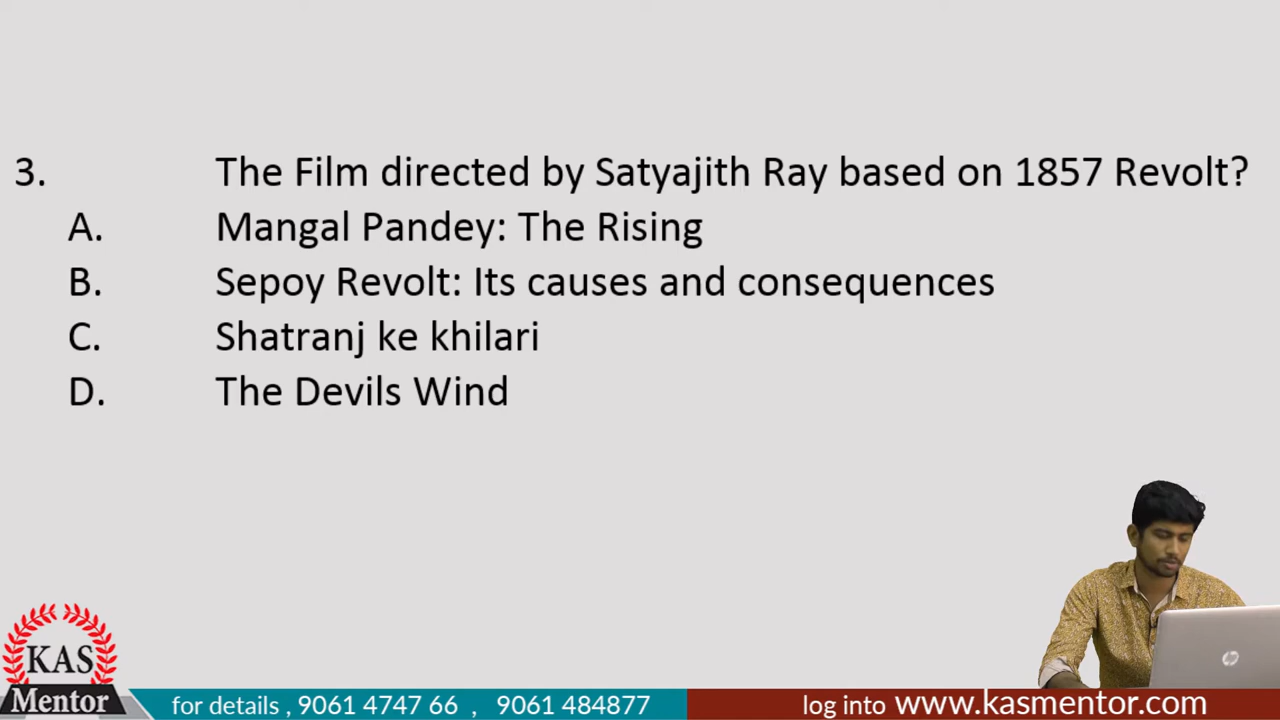 3. The Film directed by Satyajith Ray based on 1857 Revolt?
A. Mangal Pandey: The Rising
B. Sepoy Revolt: Its causes and consequences
C. Shatranj ke khilari
D. The Devils Wind
KAS
Mentor
for details , 9061 4747 66 , 9061 484877
log into www.kasmentor.com
hp